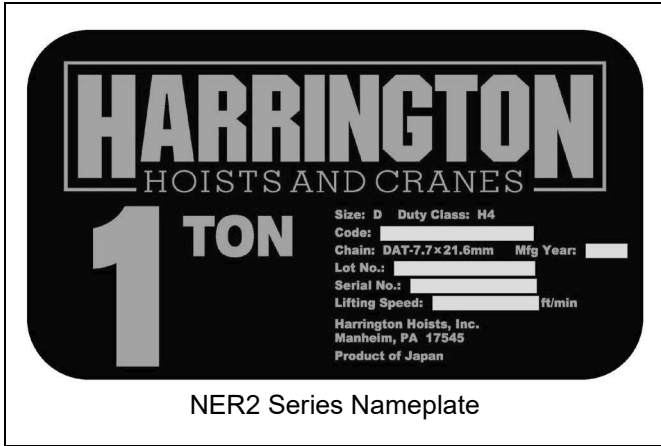 HARRINGTON
HOISTS AND CRANES
1 TON
Size: D Duty Class: H4
Code:
Chain: DAT-7.7×21.6mm Mfg Year:
Lot No.:
Serial No.:
Lifting Speed: ft/min
Harrington Hoists, Inc.
Manheim, PA 17545
Product of Japan
NER2 Series Nameplate